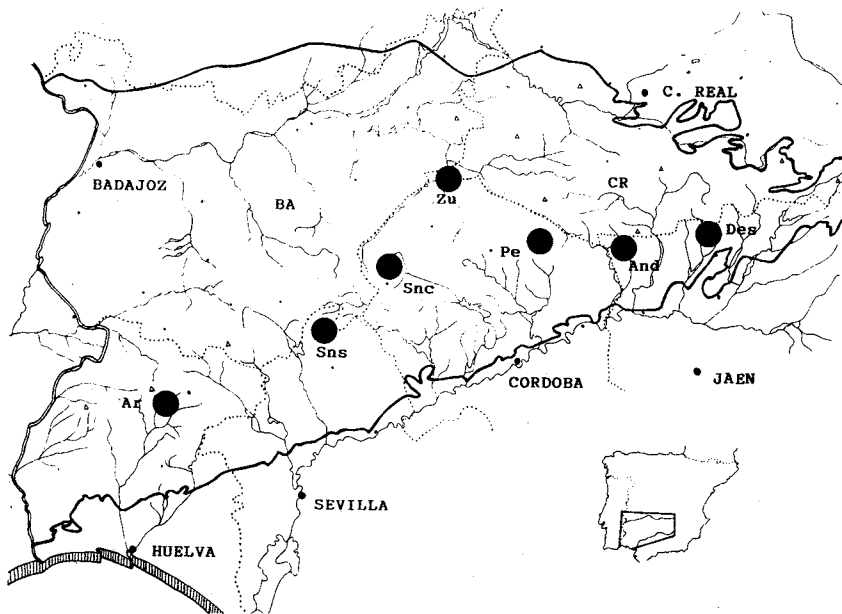 C. REAL
BADAJOZ
BA
Zu
CR
Pe
And
Des
Snc
Sns
CORDOBA
JAEN
Ar
SEVILLA
HUELVA